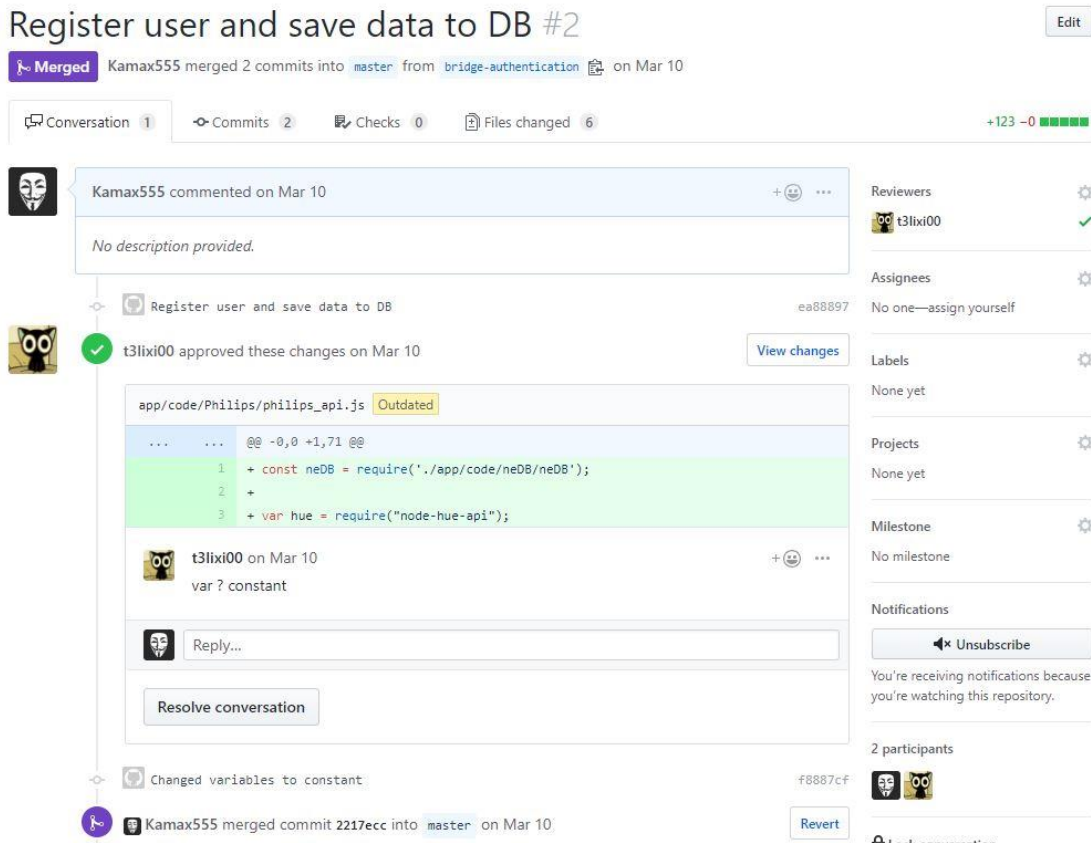 Register user and save data to DB #2
Edit
Merged Kamax555 merged 2 commits into master from bridge-authentication on Mar 10
Conversation 1 Commits 2 Checks 0 Files changed 6 +123 −0
Kamax555 commented on Mar 10
No description provided.
Register user and save data to DB ea88897
t3lixi00 approved these changes on Mar 10 View changes
app/code/Philips/philips_api.js Outdated
... ... @@ -0,0 +1,71 @@
1 + const neDB = require('./app/code/neDB/neDB');
2 +
3 + var hue = require("node-hue-api");
t3lixi00 on Mar 10
var ? constant
Reply...
Resolve conversation
Changed variables to constant f8887cf
Kamax555 merged commit 2217ecc into master on Mar 10 Revert
Reviewers
t3lixi00
Assignees
No one—assign yourself
Labels
None yet
Projects
None yet
Milestone
No milestone
Notifications
Unsubscribe
You're receiving notifications because
you're watching this repository.
2 participants
Lock conversation